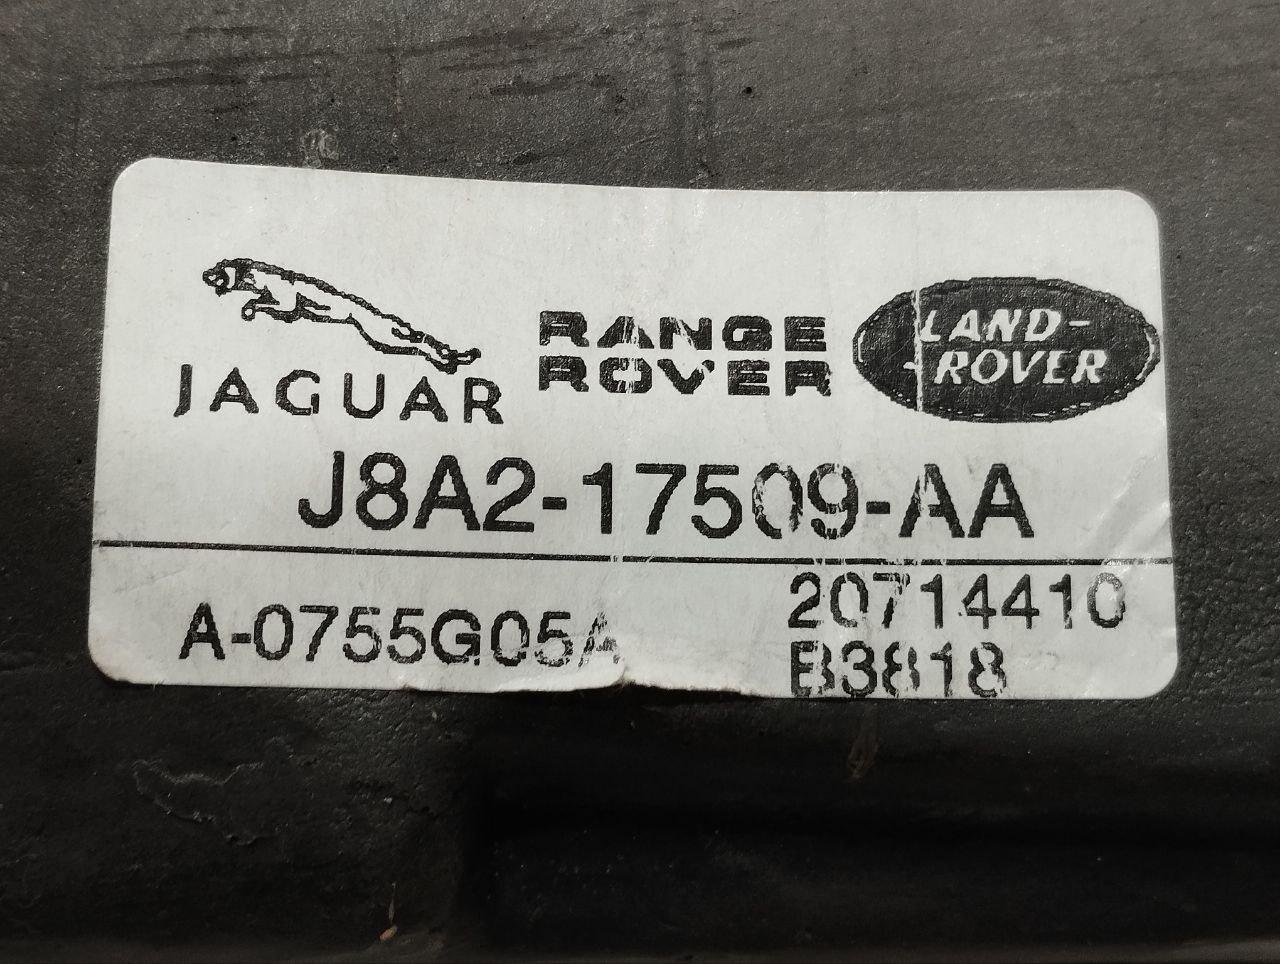 JAGUAR
RANGE
ROVER
LAND-
-ROVER
J8A2-17509-AA
A-0755G05A
20714410
B3818